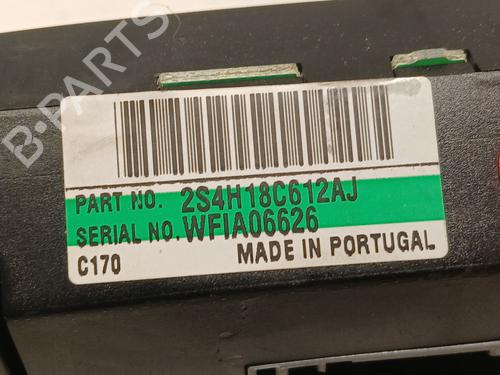 B-PARTS
PART NO. 2S4H18C612AJ
SERIAL NO. WFIA06626
C170 MADE IN PORTUGAL